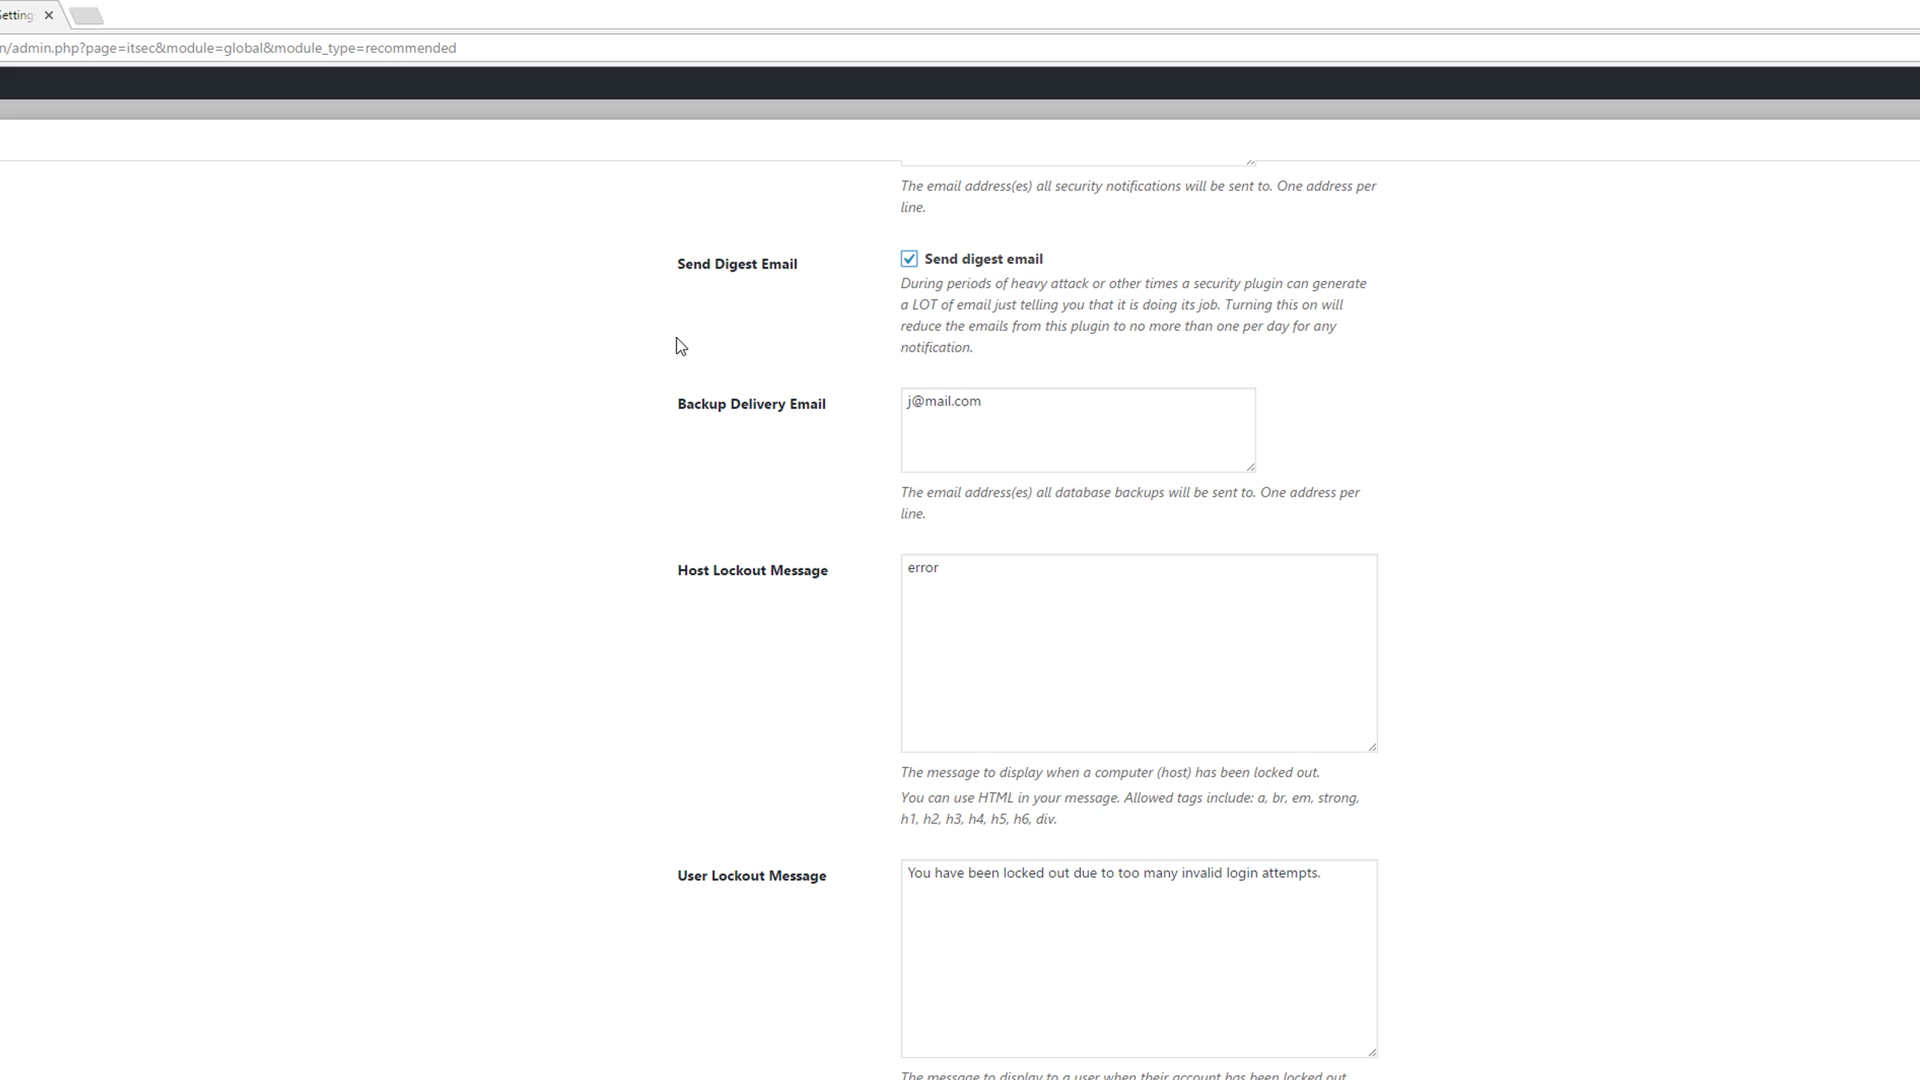 n/admin.php?page=itsec&module=global&module_type=recommended
The email address(es) all security notifications will be sent to. One address per
line.
Send Digest Email
Send digest email
During periods of heavy attack or other times a security plugin can generate
a LOT of email just telling you that it is doing its job. Turning this on will
reduce the emails from this plugin to no more than one per day for any
notification.
Backup Delivery Email
j@mail.com
The email address(es) all database backups will be sent to. One address per
line.
Host Lockout Message
error
The message to display when a computer (host) has been locked out.
You can use HTML in your message. Allowed tags include: a, br, em, strong,
h1, h2, h3, h4, h5, h6, div.
User Lockout Message
You have been locked out due to too many invalid login attempts.
The message to display to a user when their account has been locked out.